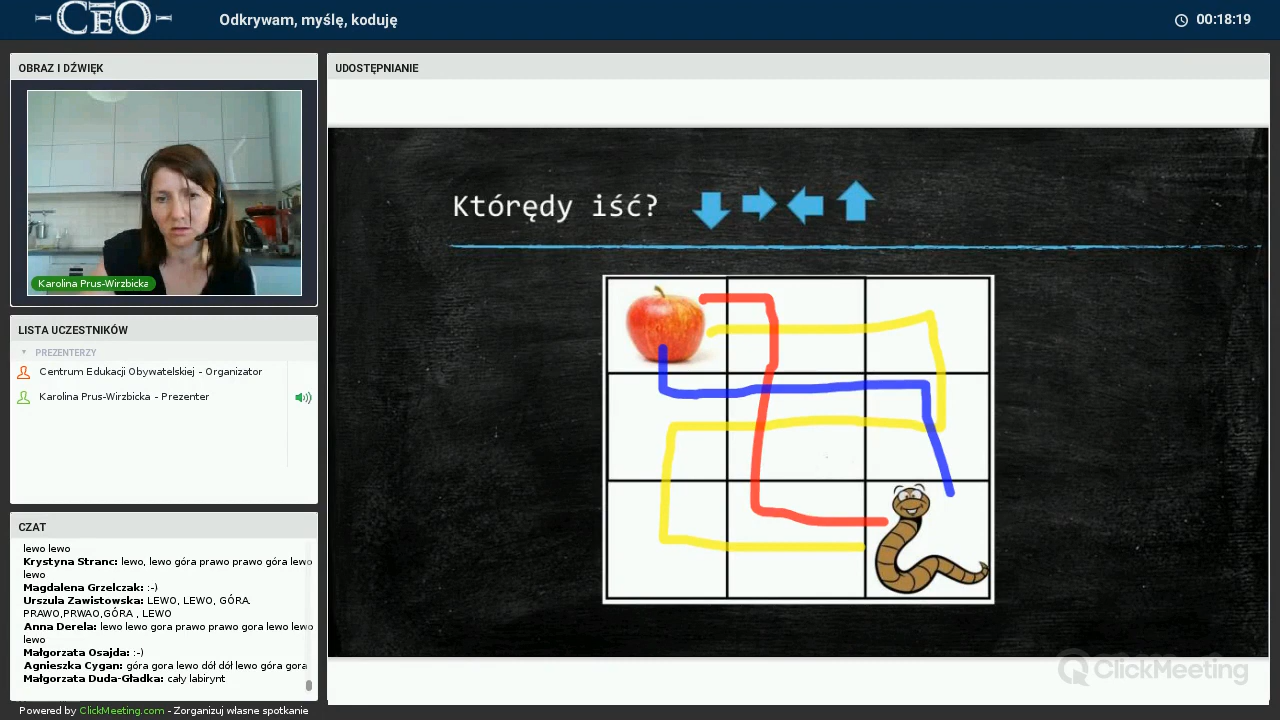 CEO
Odkrywam, myślę, koduję
00:18:19
OBRAZ I DŹWIĘK
Karolina Prus-Wirzbicka
LISTA UCZESTNIKÓW
PREZENTERZY
Centrum Edukacji Obywatelskiej - Organizator
Karolina Prus-Wirzbicka - Prezenter
CZAT
lewo lewo
Krystyna Stranc: lewo, lewo góra prawo prawo góra lewo
lewo
Magdalena Grzelczak: :-)
Urszula Zawistowska: LEWO, LEWO, GÓRA.
PRAWO,PRWAO,GÓRA , LEWO
Anna Derela: lewo lewo gora prawo prawo gora lewo lewo
lewo
Małgorzata Osajda: :-)
Agnieszka Cygan: góra gora lewo dół dół lewo góra gora
Małgorzata Duda-Gładka: cały labirynt
Powered by ClickMeeting.com - Zorganizuj własne spotkanie
UDOSTĘPNIANIE
Którędy iść?
ClickMeeting